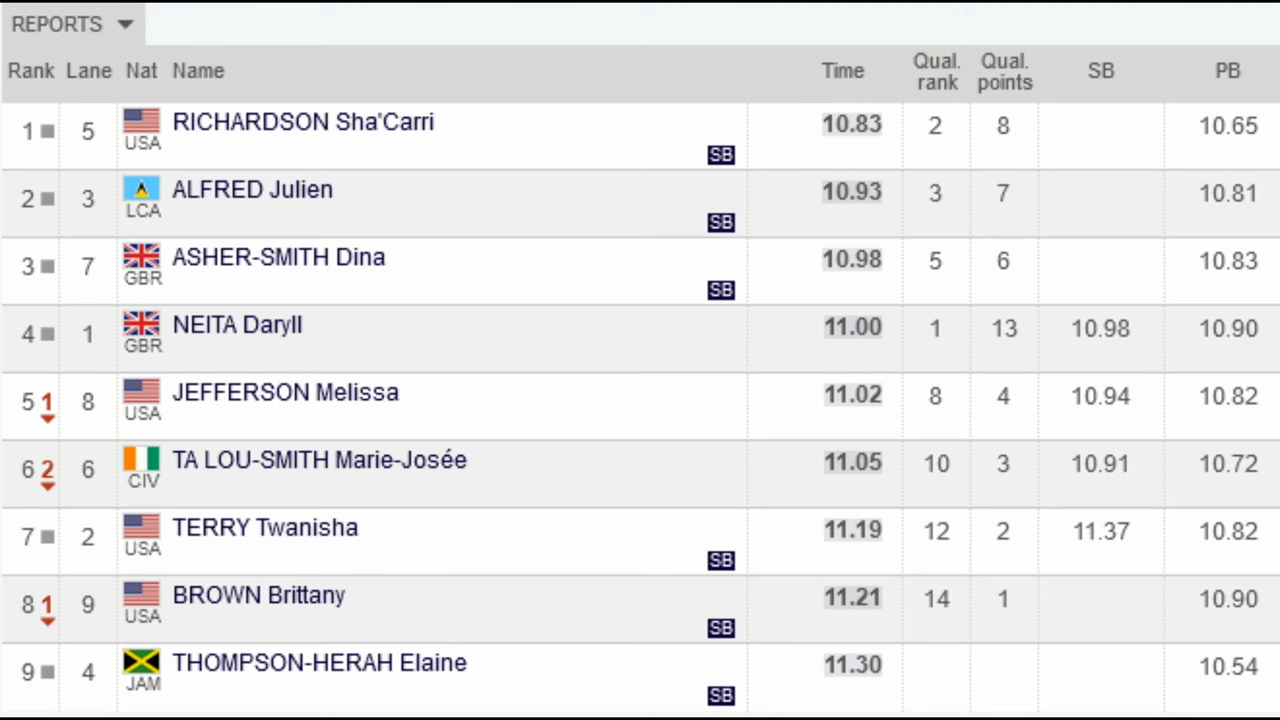 REPORTS
Rank Lane Nat Name Time Qual. rank Qual. points SB PB
1 5 USA RICHARDSON Sha'Carri SB 10.83 2 8 10.65
2 3 LCA ALFRED Julien SB 10.93 3 7 10.81
3 7 GBR ASHER-SMITH Dina SB 10.98 5 6 10.83
4 1 GBR NEITA Daryll 11.00 1 13 10.98 10.90
5 1 8 USA JEFFERSON Melissa 11.02 8 4 10.94 10.82
6 2 6 CIV TA LOU-SMITH Marie-Josée 11.05 10 3 10.91 10.72
7 2 USA TERRY Twanisha SB 11.19 12 2 11.37 10.82
8 1 9 USA BROWN Brittany SB 11.21 14 1 10.90
9 4 JAM THOMPSON-HERAH Elaine SB 11.30 10.54